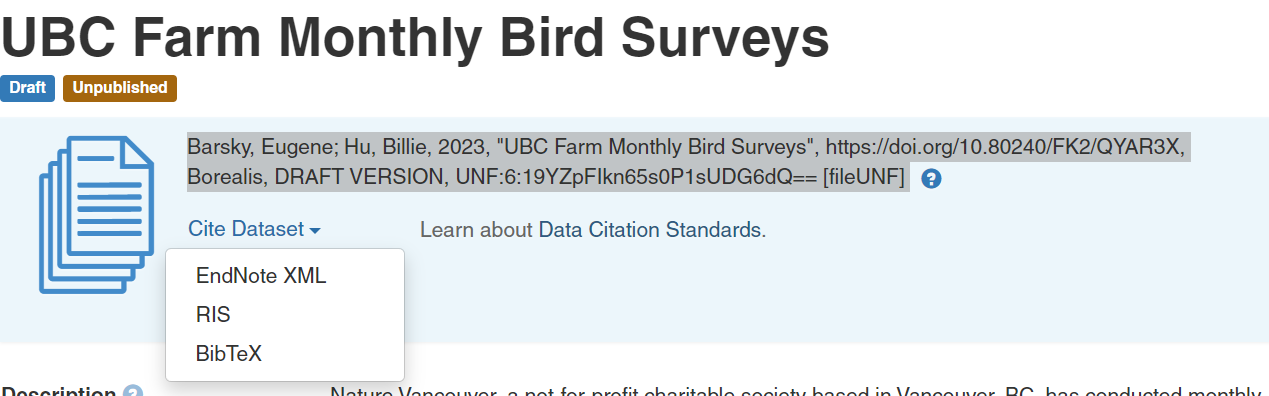 UBC Farm Monthly Bird Surveys
Draft Unpublished
Barsky, Eugene; Hu, Billie, 2023, "UBC Farm Monthly Bird Surveys", https://doi.org/10.80240/FK2/QYAR3X,
Borealis, DRAFT VERSION, UNF:6:19YZpFIkn65s0P1sUDG6dQ== [fileUNF] ?
Cite Dataset Learn about Data Citation Standards.
EndNote XML
RIS
BibTeX
Description ? Nature Vancouver, a not-for-profit charitable society based in Vancouver, BC, has conducted monthly